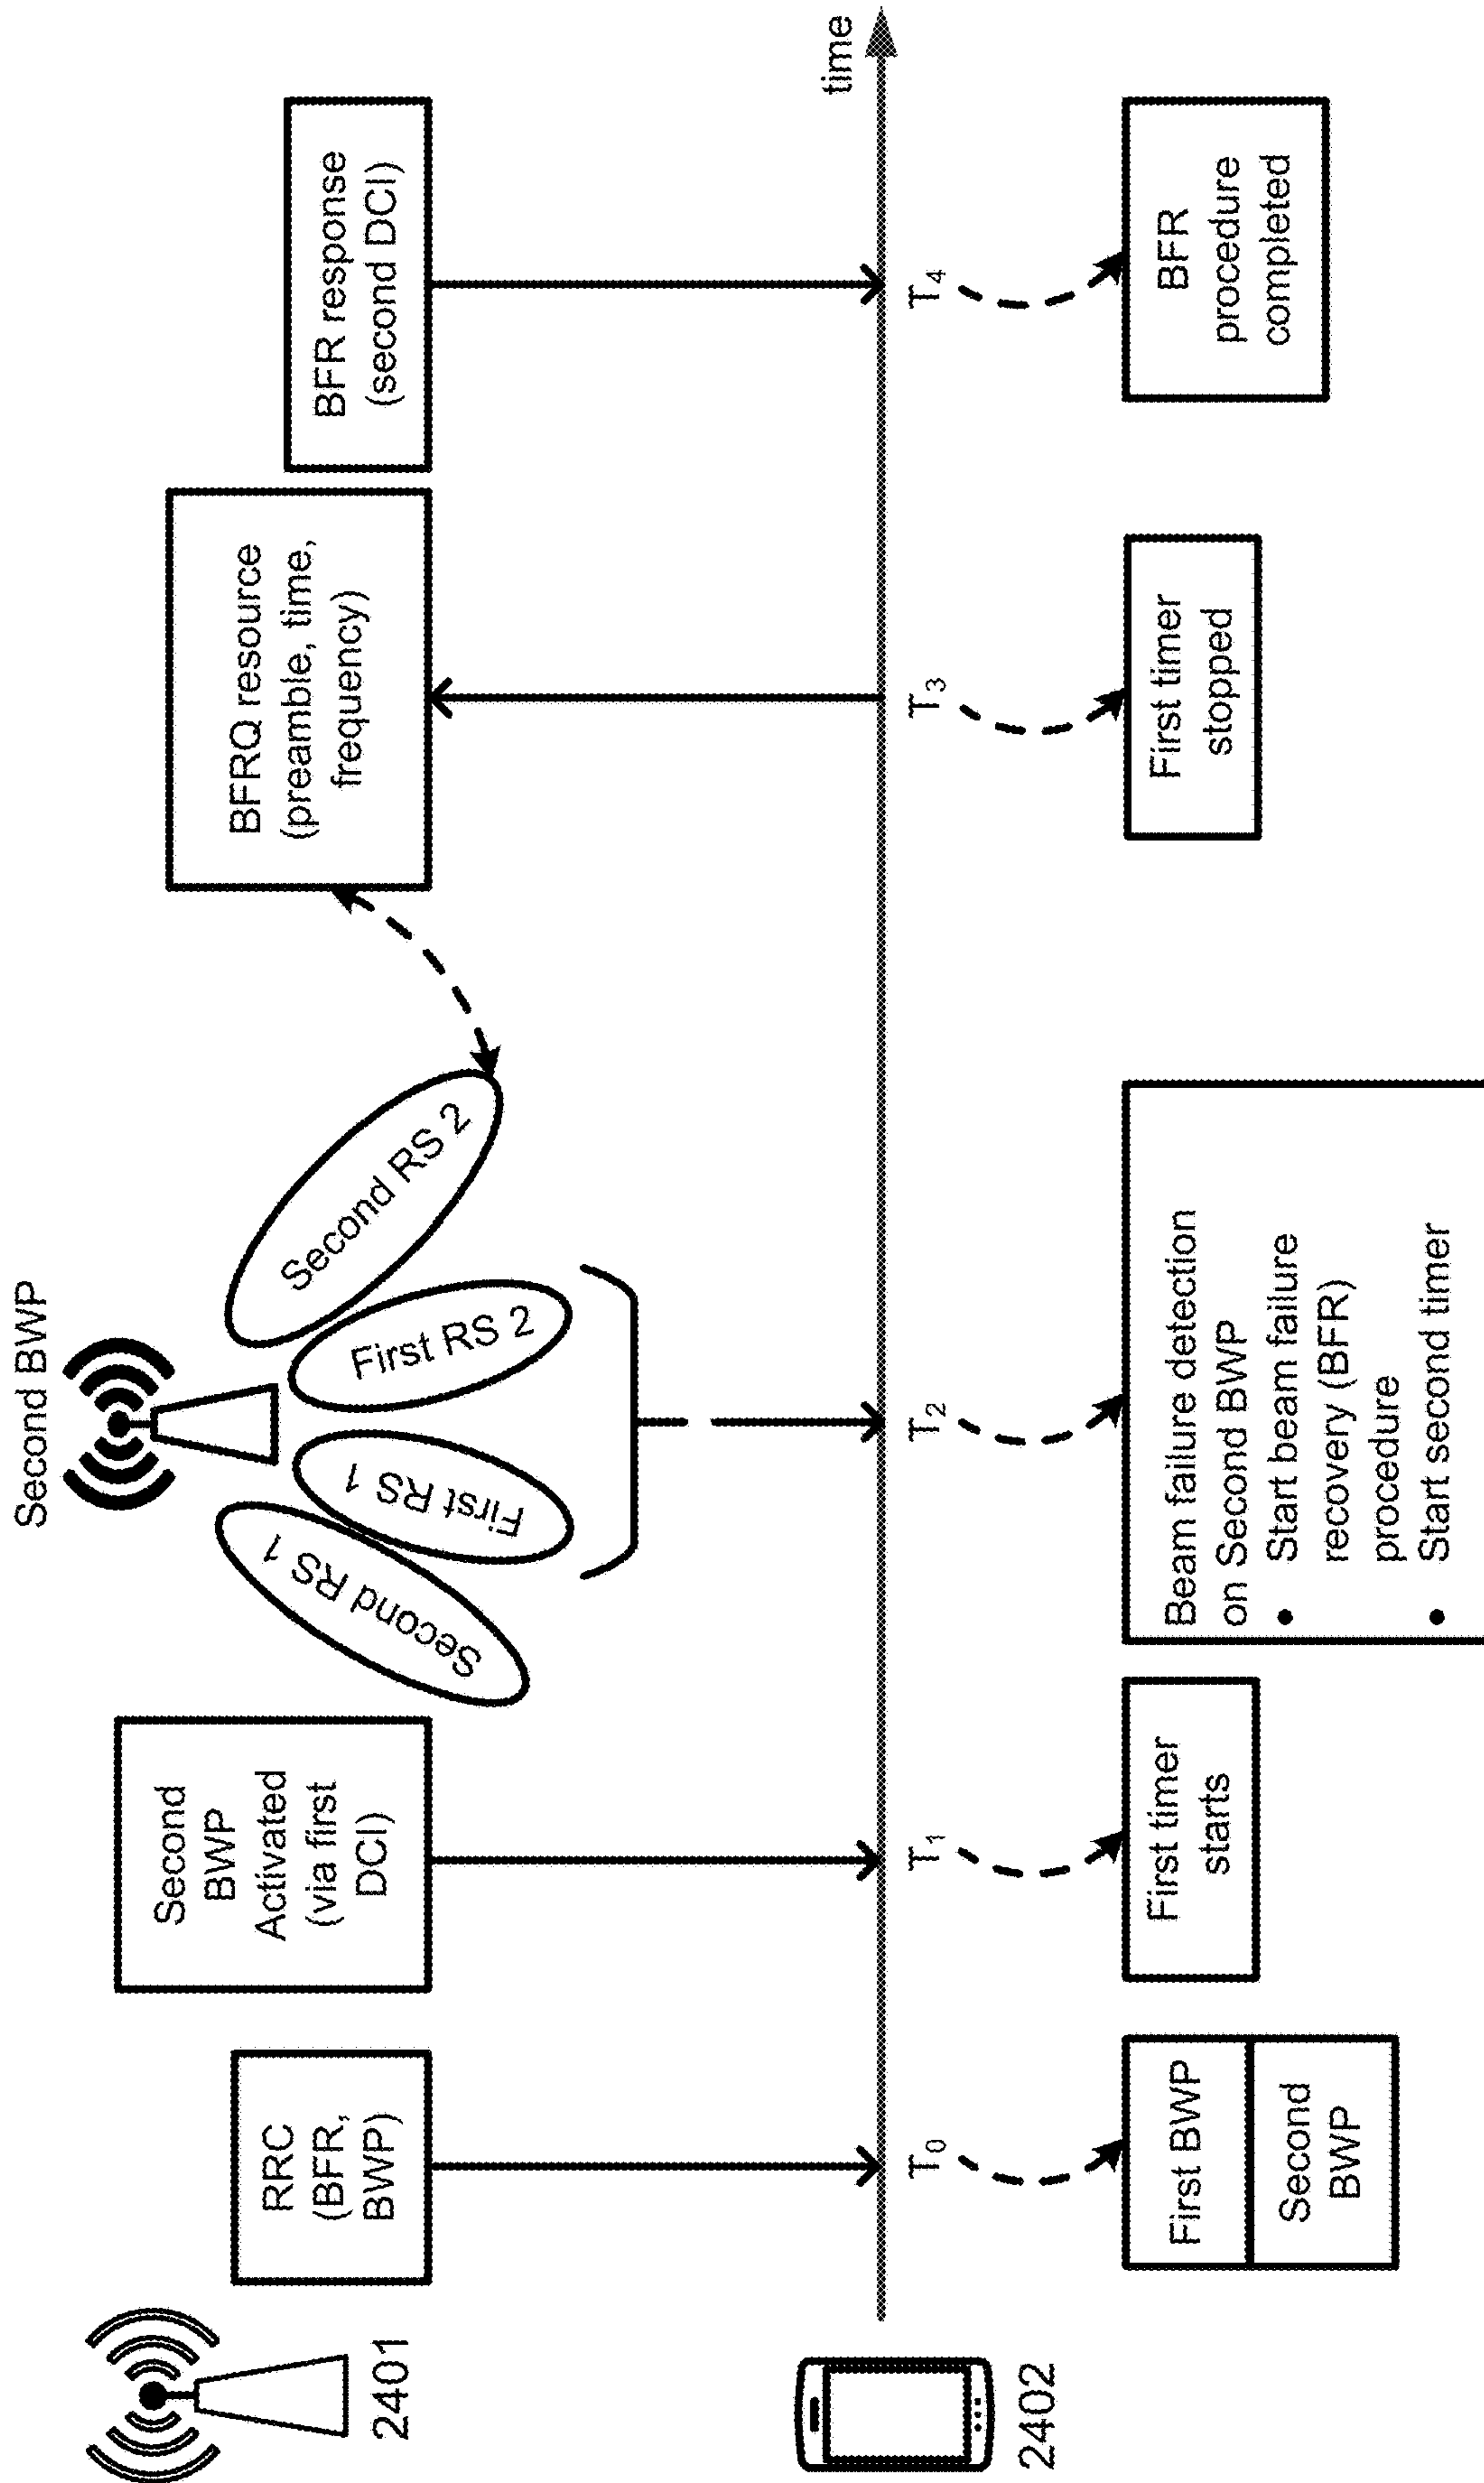 Second BWP
2401
RRC
(BFR,
BWP)
Second
BWP
Activated
(via first
DCI)
Second RS 1
First RS 1
First RS 2
Second RS 2
BFRQ resource
(preamble, time,
frequency)
BFR response
(second DCI)
time
2402
T0
T1
T2
T3
T4
First BWP
Second
BWP
First timer
starts
Beam failure detection
on Second BWP
• Start beam failure
recovery (BFR)
procedure
• Start second timer
First timer
stopped
BFR
procedure
completed